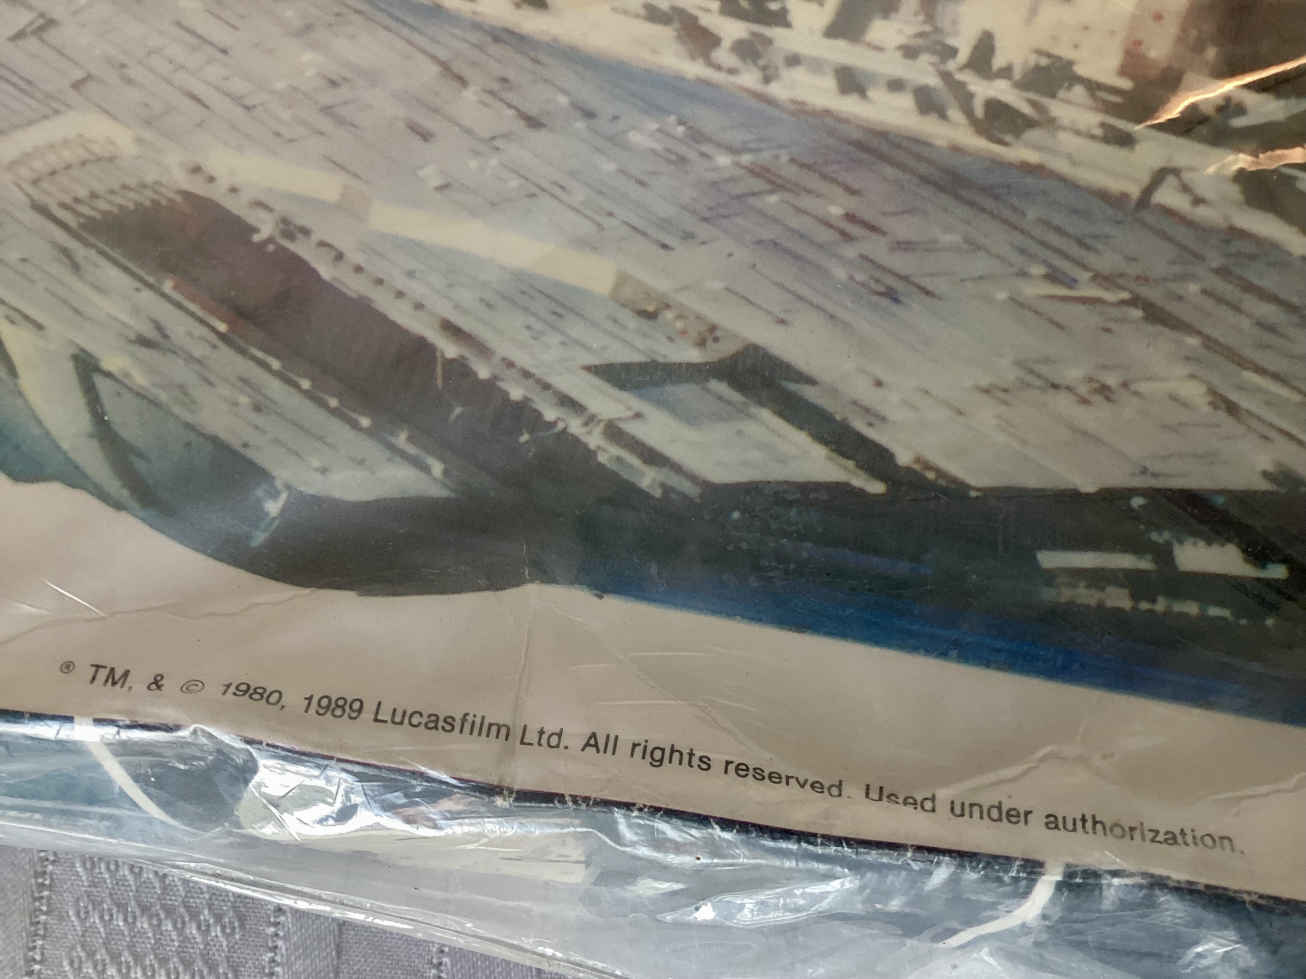 ® TM, & © 1980, 1989 Lucasfilm Ltd. All rights reserved. Used under authorization.